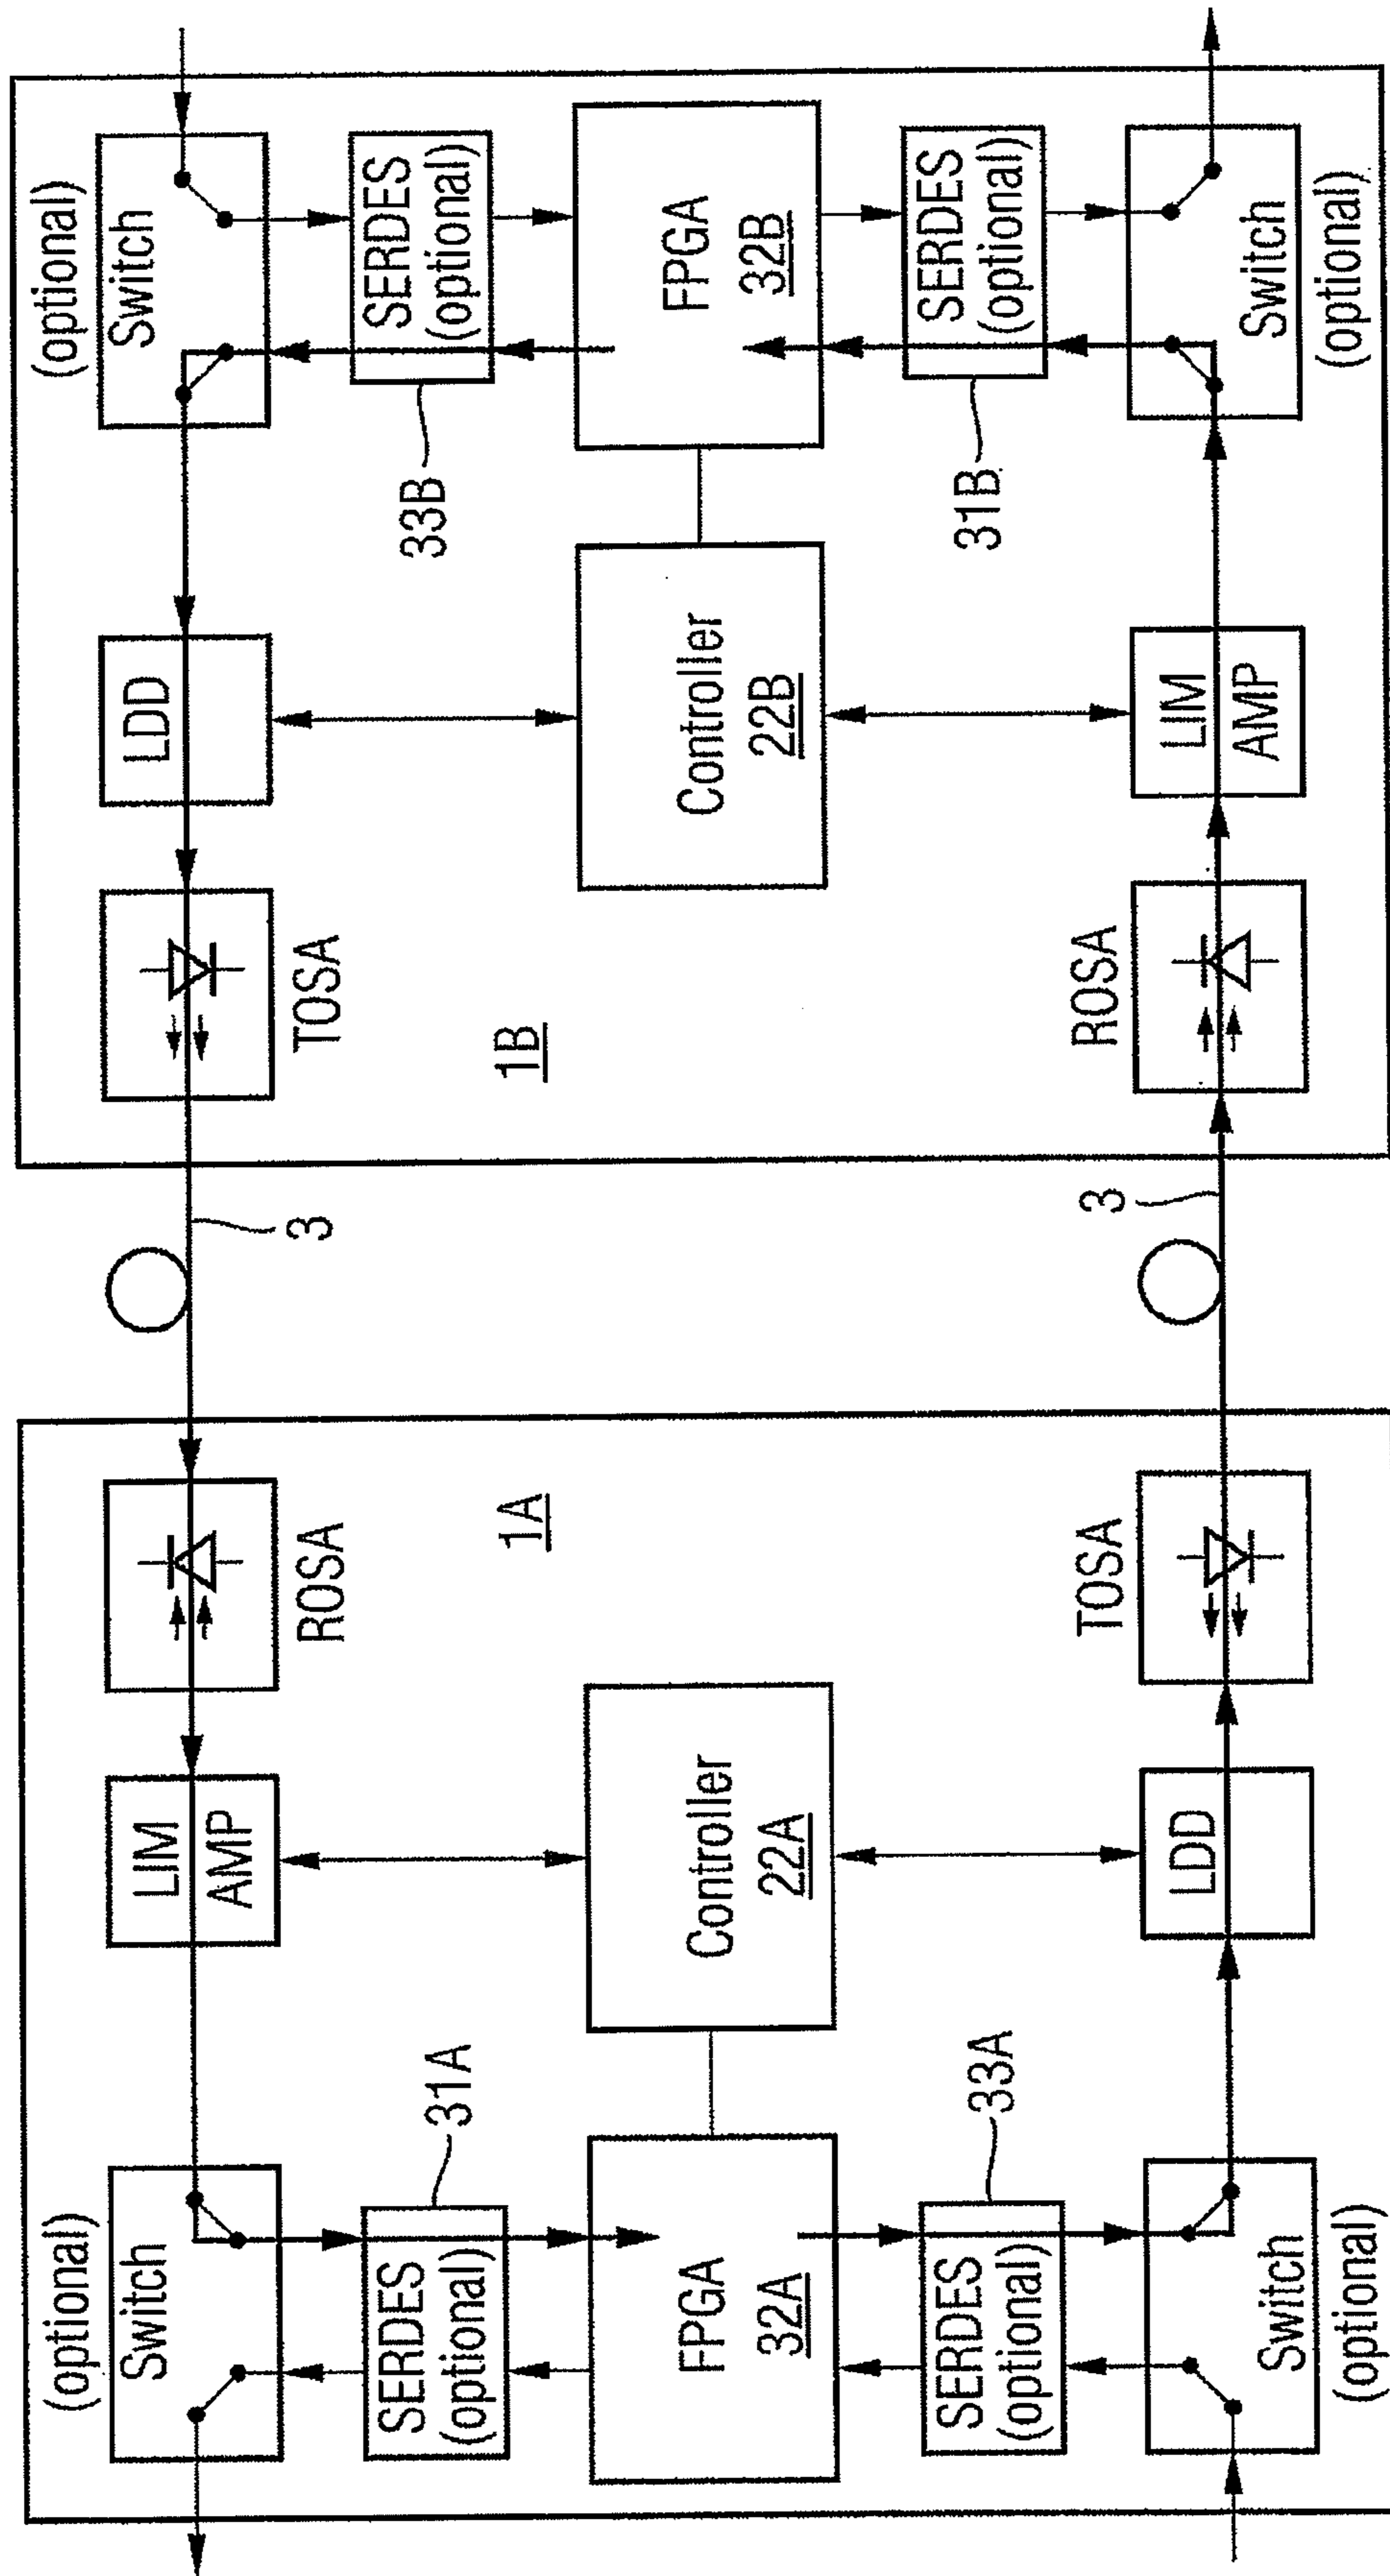 (optional)
Switch
SERDES
(optional)
31A
FPGA
32A
SERDES
(optional)
33A
Switch
(optional)
LIM
AMP
Controller
22A
LDD
ROSA
1A
TOSA
3
3
TOSA
1B
ROSA
LDD
Controller
22B
LIM
AMP
(optional)
Switch
33B
SERDES
(optional)
FPGA
32B
31B
SERDES
(optional)
Switch
(optional)